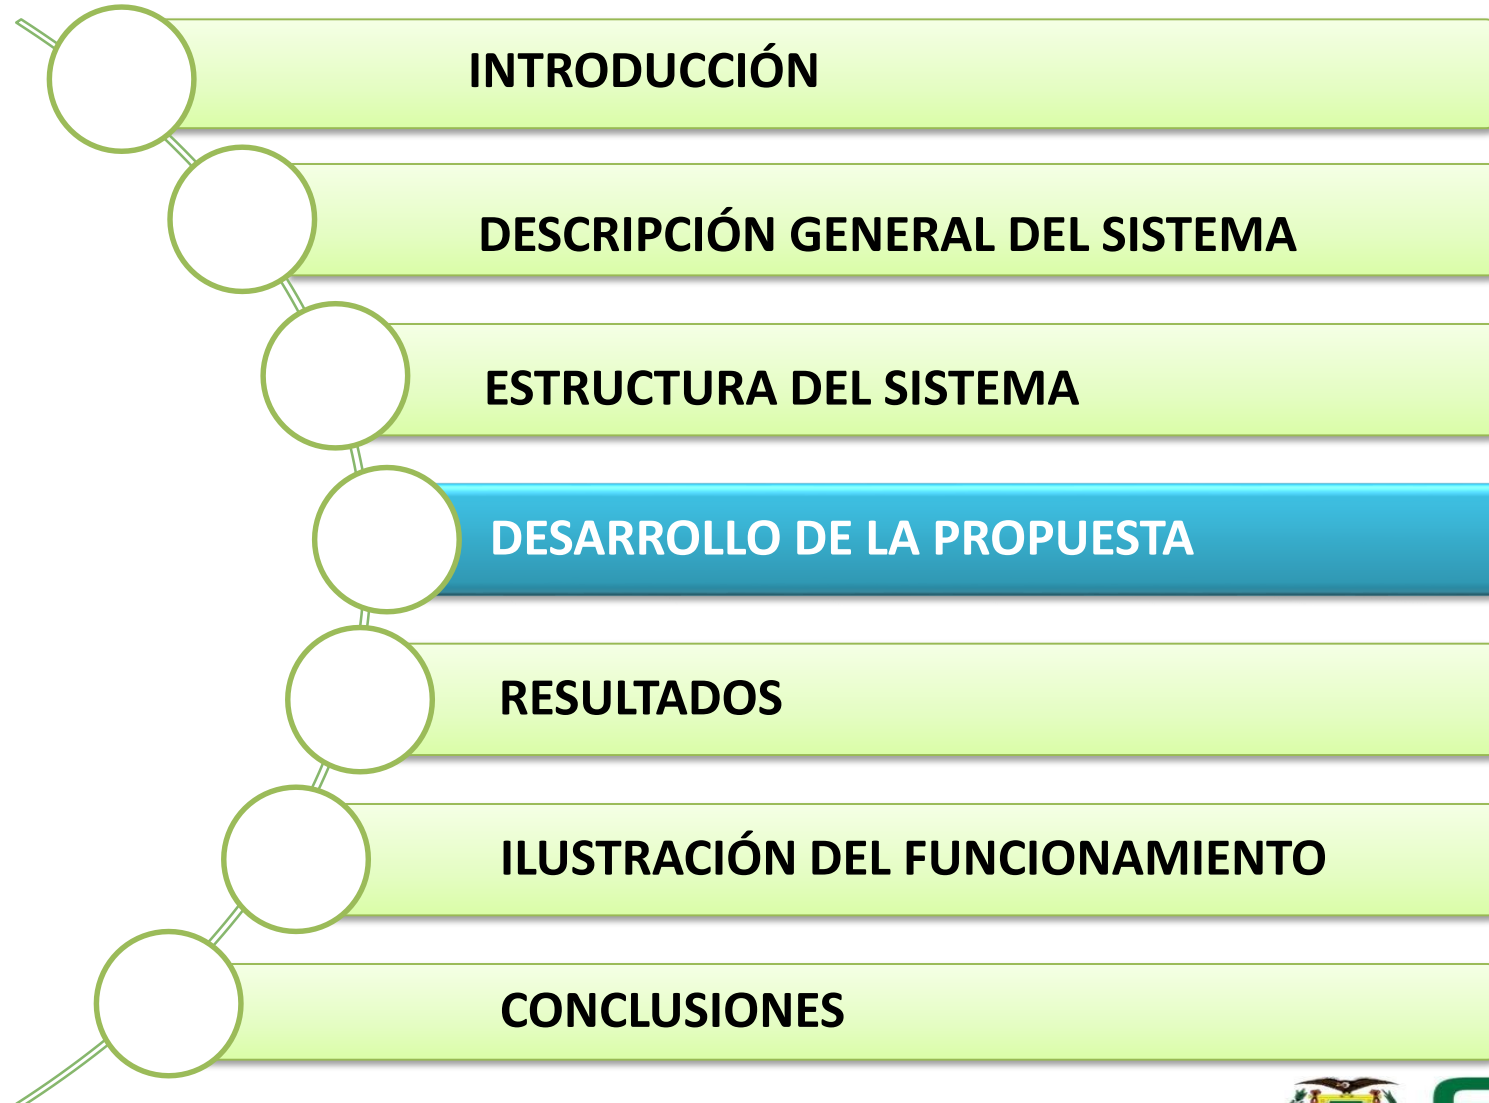 INTRODUCCIÓN
DESCRIPCIÓN GENERAL DEL SISTEMA
ESTRUCTURA DEL SISTEMA
DESARROLLO DE LA PROPUESTA
RESULTADOS
ILUSTRACIÓN DEL FUNCIONAMIENTO
CONCLUSIONES